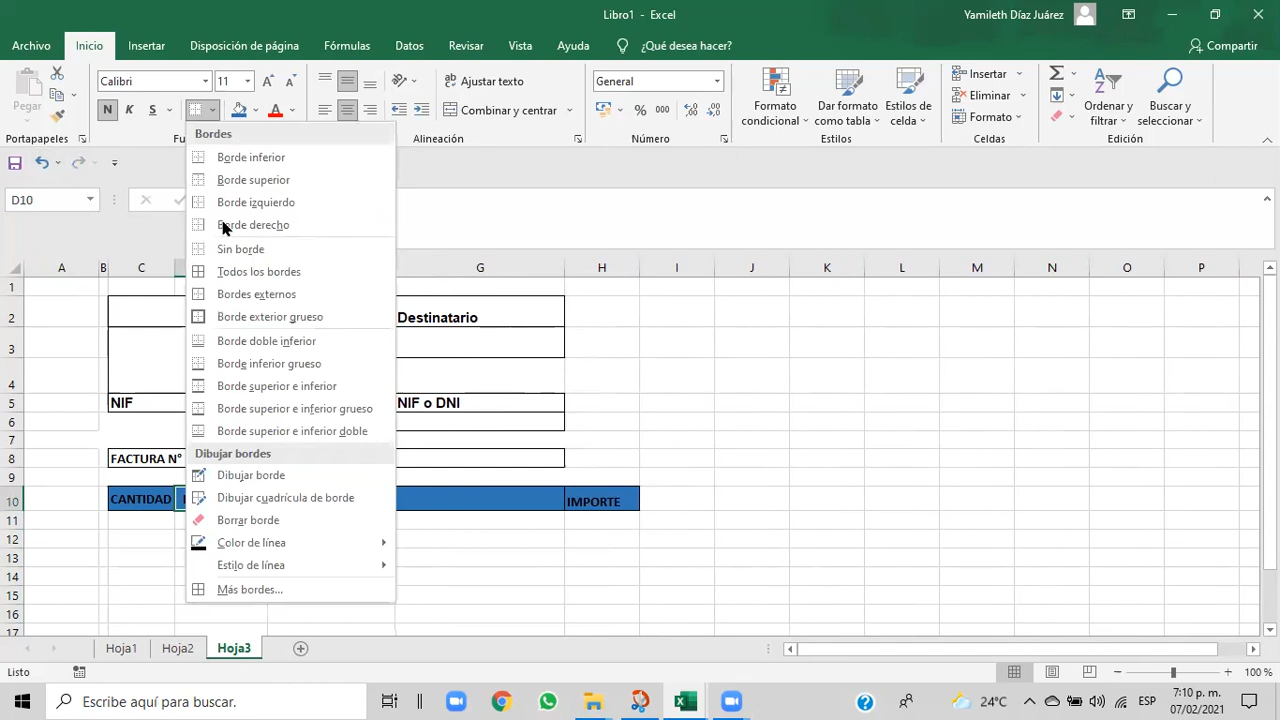 Libro1 - Excel
Yamileth Díaz Juárez
Archivo Inicio Insertar Disposición de página Fórmulas Datos Revisar Vista Ayuda ¿Qué desea hacer? Compartir
Pegar
Calibri 11
N K S
Ajustar texto
Combinar y centrar
General
% 000
Formato condicional
Dar formato como tabla
Estilos de celda
Insertar
Eliminar
Formato
Ordenar y filtrar
Buscar y seleccionar
Portapapeles
Alineación
Número
Estilos
Celdas
Edición
D10
Bordes
Borde inferior
Borde superior
Borde izquierdo
Borde derecho
Sin borde
Todos los bordes
Bordes externos
Borde exterior grueso
Borde doble inferior
Borde inferior grueso
Borde superior e inferior
Borde superior e inferior grueso
Borde superior e inferior doble
Dibujar bordes
Dibujar borde
Dibujar cuadrícula de borde
Borrar borde
Color de línea
Estilo de línea
Más bordes...
A B C G H I J K L M N O P
1
2 Destinatario
3
4
5 NIF NIF o DNI
6
7
8 FACTURA N°
9
10 CANTIDAD IMPORTE
11
12
13
14
15
16
17
Hoja1 Hoja2 Hoja3
Listo
100 %
Escribe aquí para buscar.
24°C
ESP
7:10 p. m.
07/02/2021